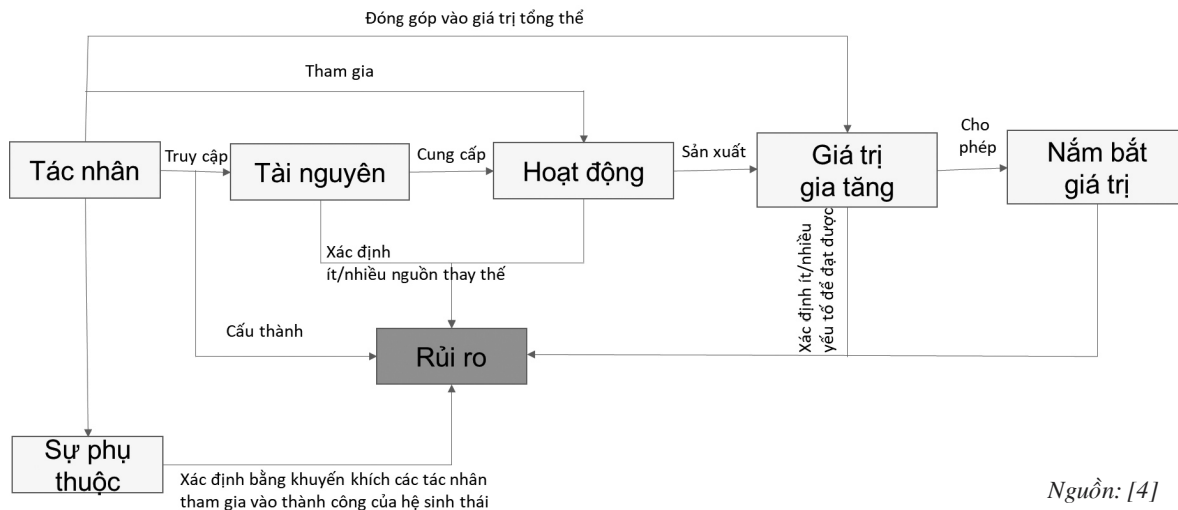 Đóng góp vào giá trị tổng thể
Tham gia
Tác nhân
Truy cập
Tài nguyên
Cung cấp
Hoạt động
Sản xuất
Giá trị
gia tăng
Cho
phép
Nắm bắt
giá trị
Xác định
ít/nhiều nguồn thay thế
Xác định ít/nhiều
yếu tố để đạt được
Cấu thành
Rủi ro
Sự phụ
thuộc
Xác định bằng khuyến khích các tác nhân
tham gia vào thành công của hệ sinh thái
Nguồn: [4]